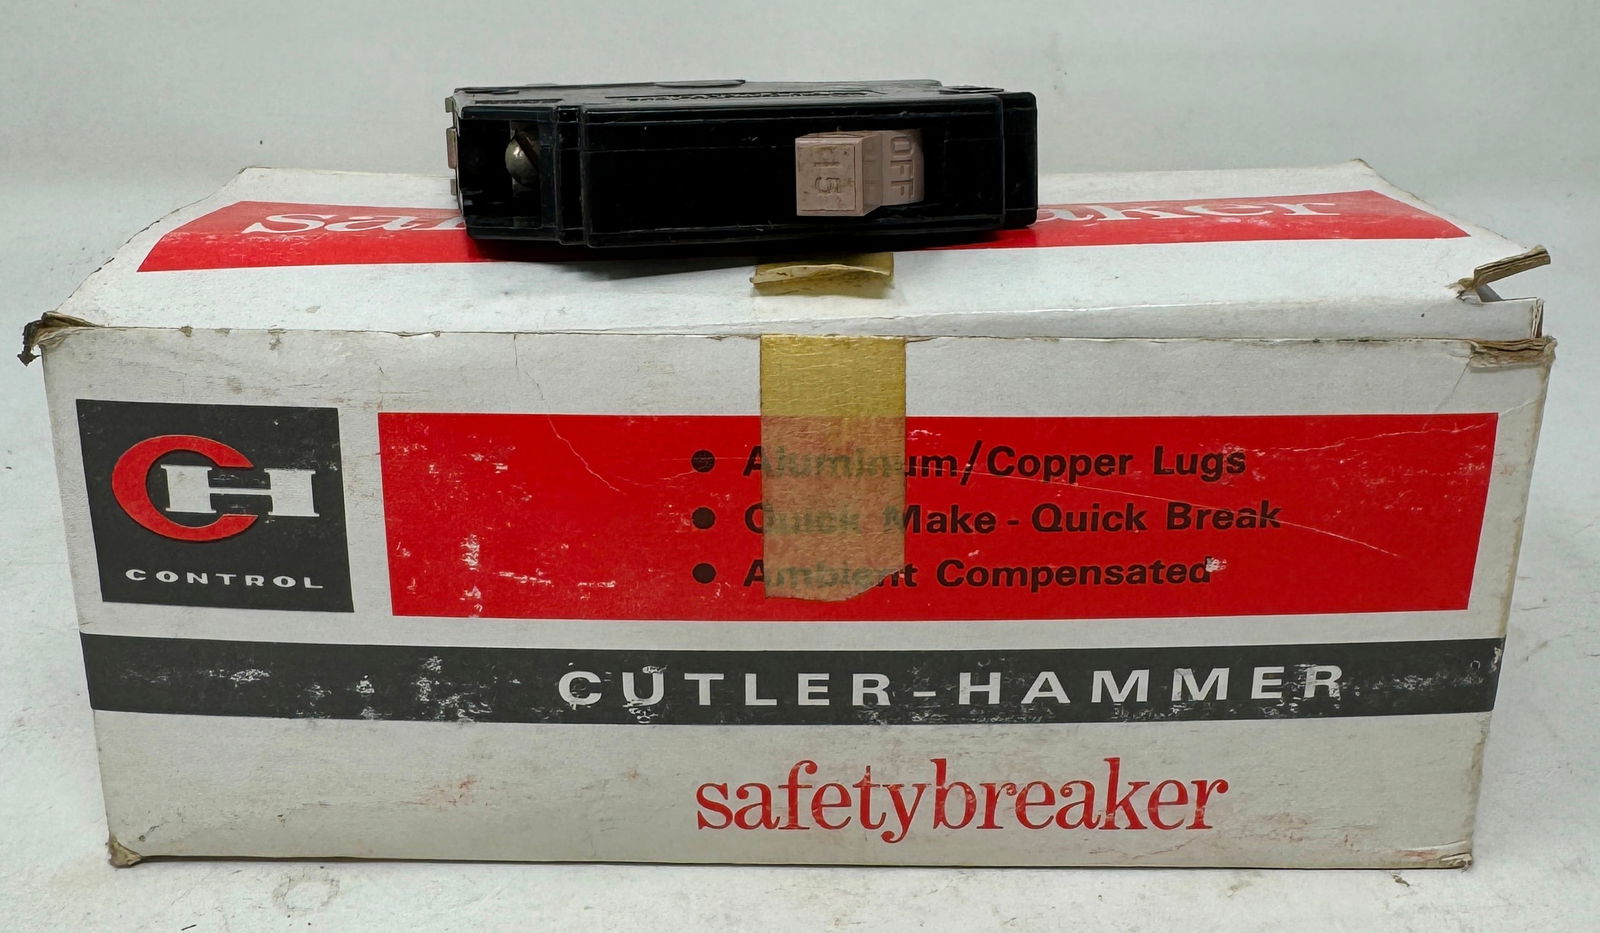 OFF
15
CH
CONTROL
• Aluminum/Copper Lugs
• Quick Make - Quick Break
• Ambient Compensated
CUTLER-HAMMER
safetybreaker